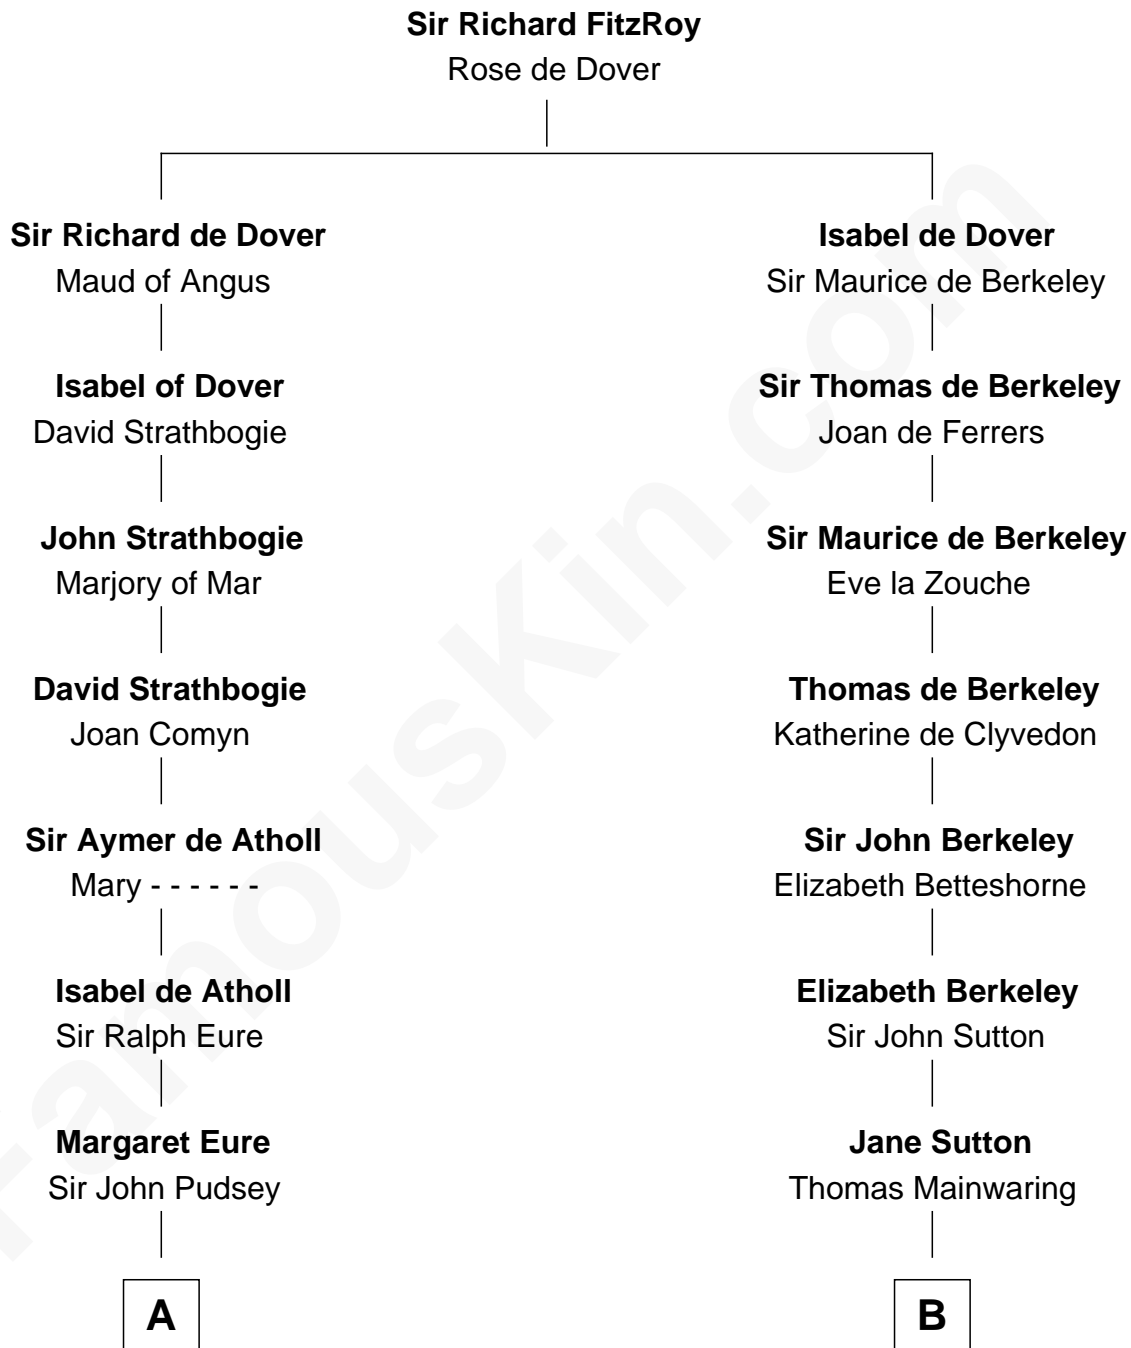 Sir Richard FitzRoy
Rose de Dover
Sir Richard de Dover
Maud of Angus
Isabel de Dover
Sir Maurice de Berkeley
Isabel of Dover
David Strathbogie
Sir Thomas de Berkeley
Joan de Ferrers
John Strathbogie
Marjory of Mar
Sir Maurice de Berkeley
Eve la Zouche
David Strathbogie
Joan Comyn
Thomas de Berkeley
Katherine de Clyvedon
Sir Aymer de Atholl
Mary - - - - - -
Sir John Berkeley
Elizabeth Betteshorne
Isabel de Atholl
Sir Ralph Eure
Elizabeth Berkeley
Sir John Sutton
Margaret Eure
Sir John Pudsey
Jane Sutton
Thomas Mainwaring
A
B
FamousKin.com